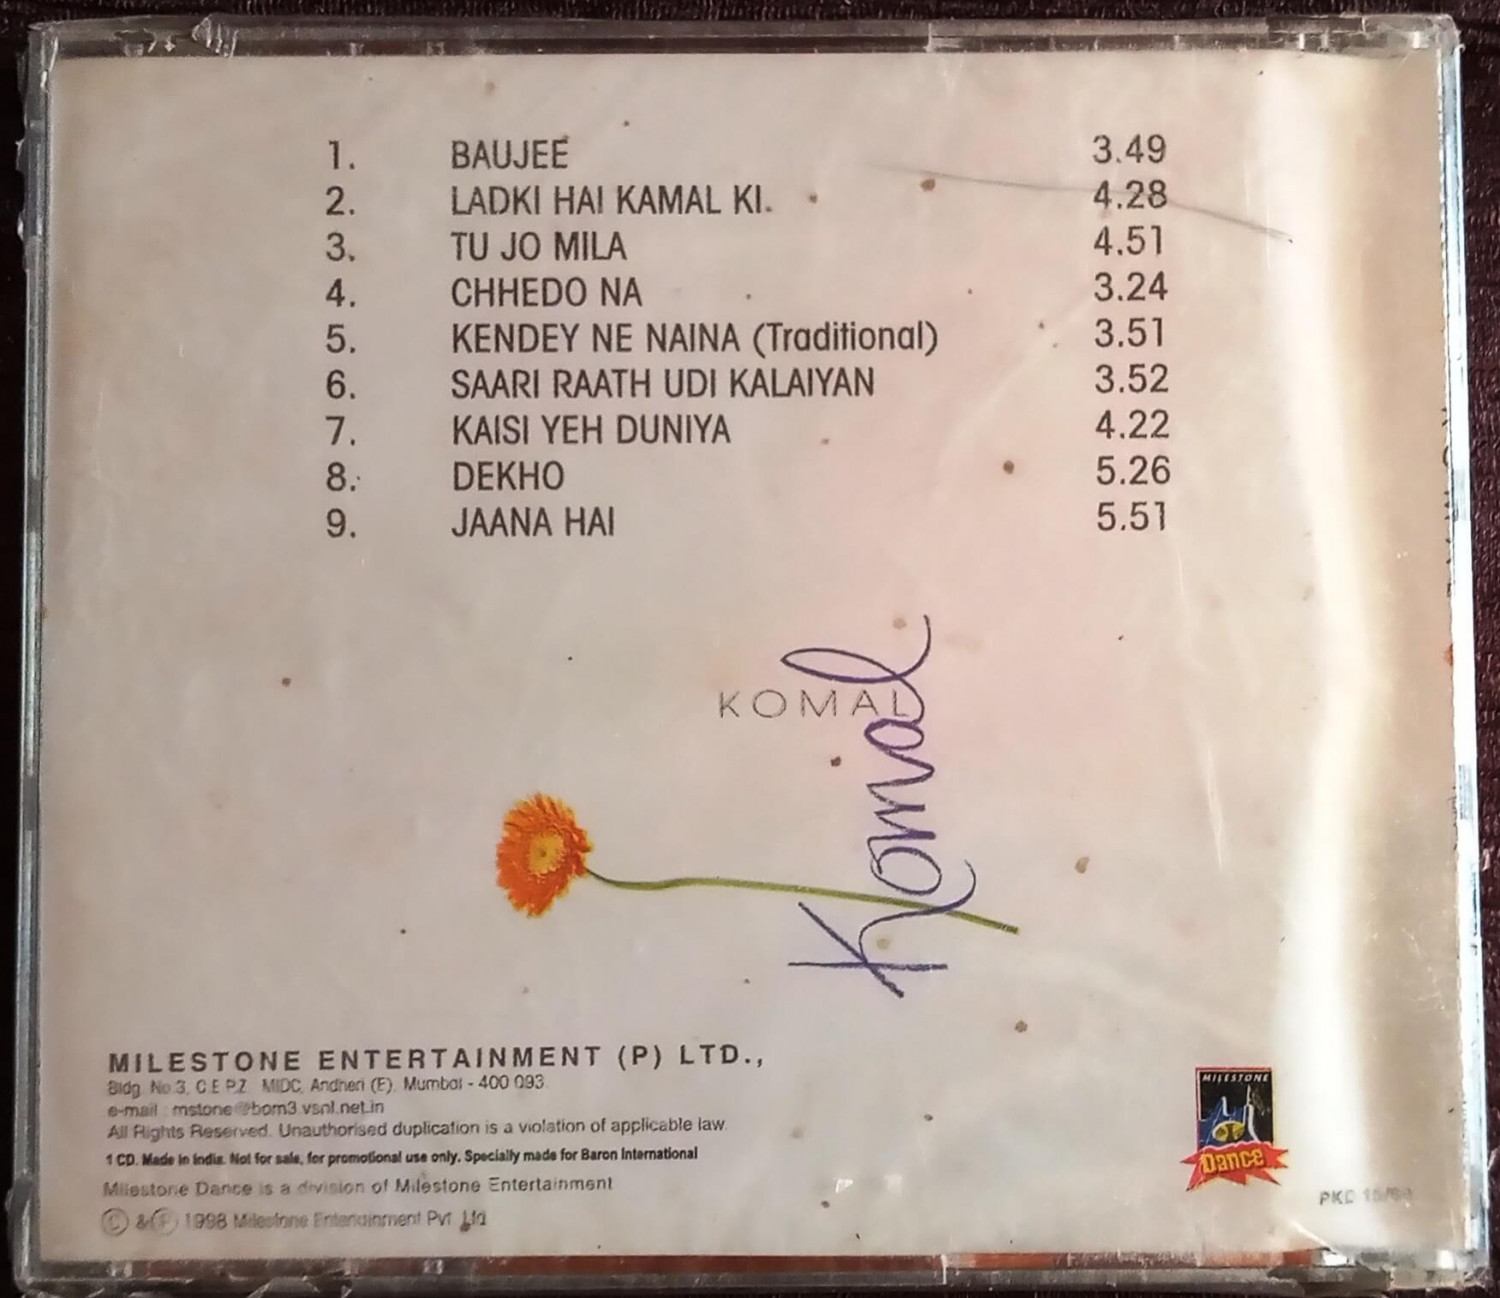 1. BAUJEE 3.49
2. LADKI HAI KAMAL KI. 4.28
3. TU JO MILA 4.51
4. CHHEDO NA 3.24
5. KENDEY NE NAINA (Traditional) 3.51
6. SAARI RAATH UDI KALAIYAN 3.52
7. KAISI YEH DUNIYA 4.22
8. DEKHO 5.26
9. JAANA HAI 5.51
KOMAL
Komal
MILESTONE ENTERTAINMENT (P) LTD.,
Bldg. No.3, C.E.P.Z. MIDC, Andheri (E), Mumbai - 400 093.
e-mail : mstone@bom3.vsnl.net.in
All Rights Reserved. Unauthorised duplication is a violation of applicable law.
1 CD. Made in India. Not for sale, for promotional use only. Specially made for Baron International
Milestone Dance is a division of Milestone Entertainment
© & ℗ 1998 Milestone Entertainment Pvt. Ltd
MILESTONE
Dance
PKD